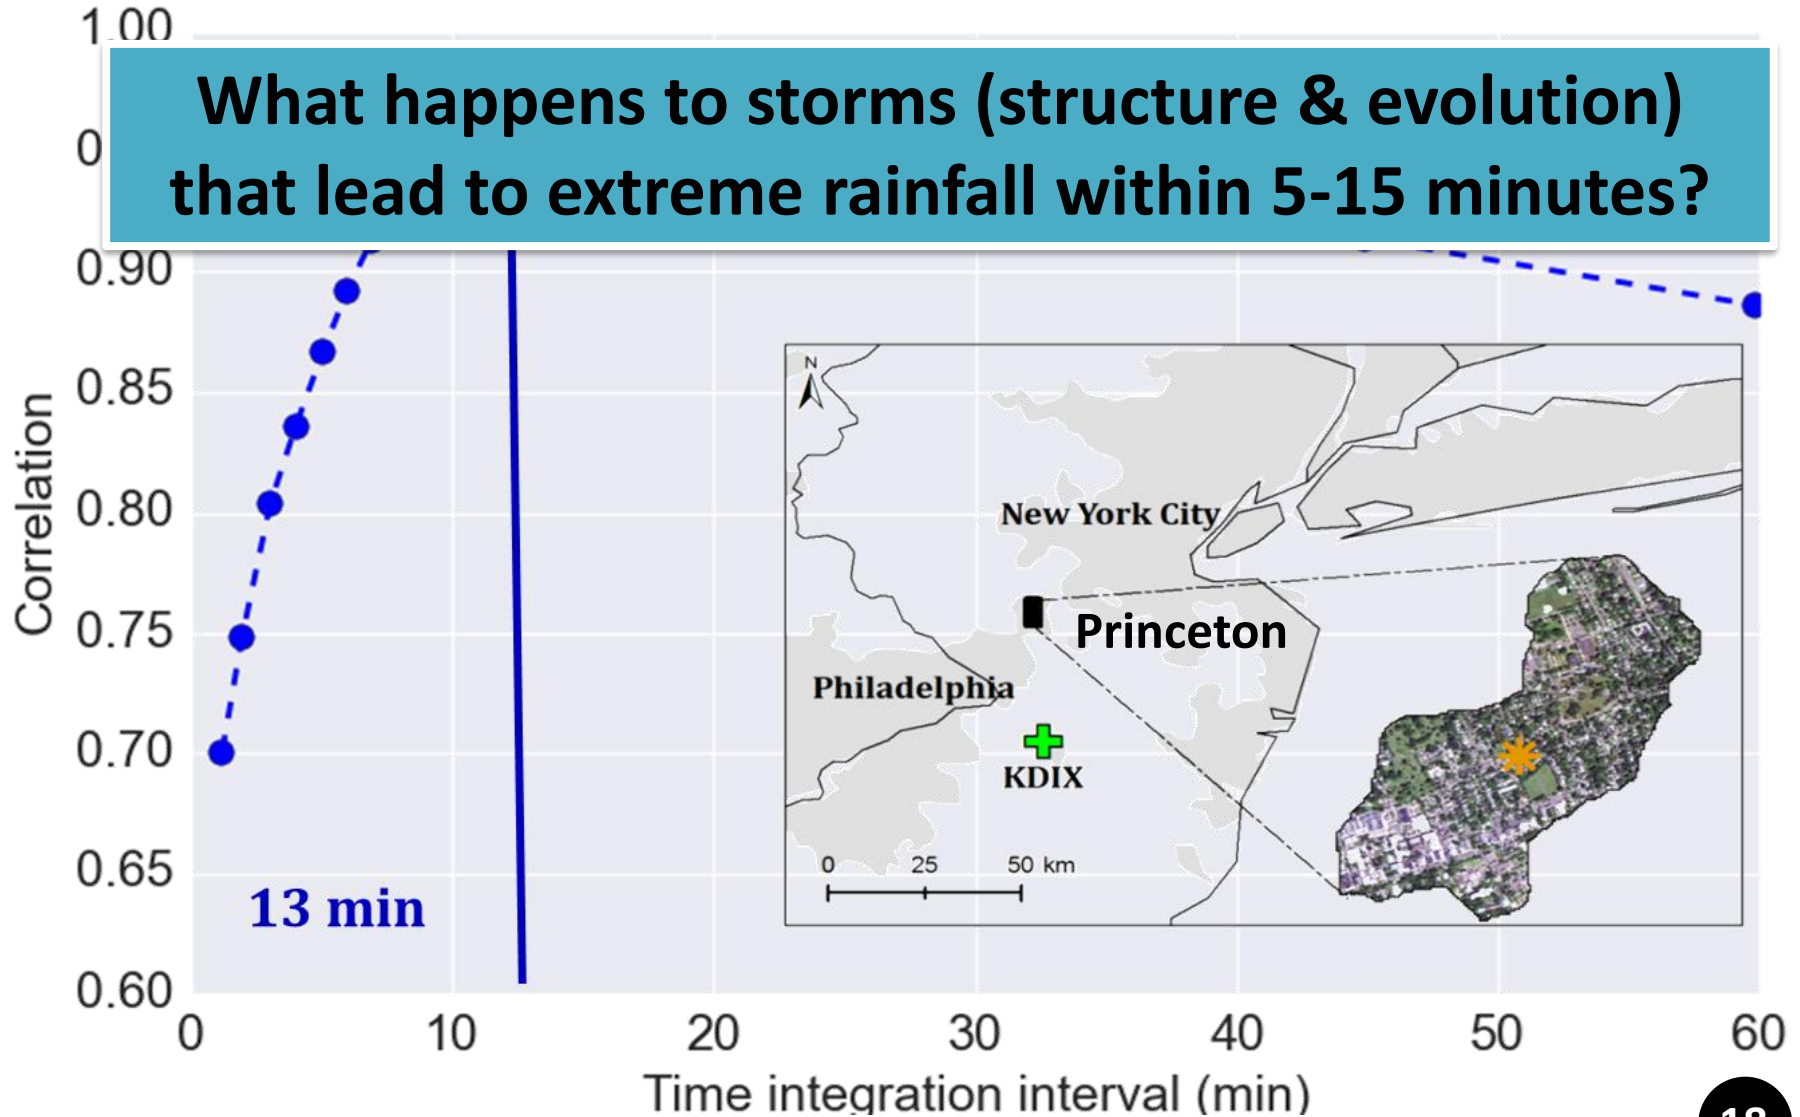 1.00
What happens to storms (structure & evolution)
that lead to extreme rainfall within 5-15 minutes?
0
0.90
0.85
0.80
0.75
0.70
0.65
0.60
Correlation
13 min
N
New York City
Princeton
Philadelphia
KDIX
0 25 50 km
0 10 20 30 40 50 60
Time integration interval (min)
18